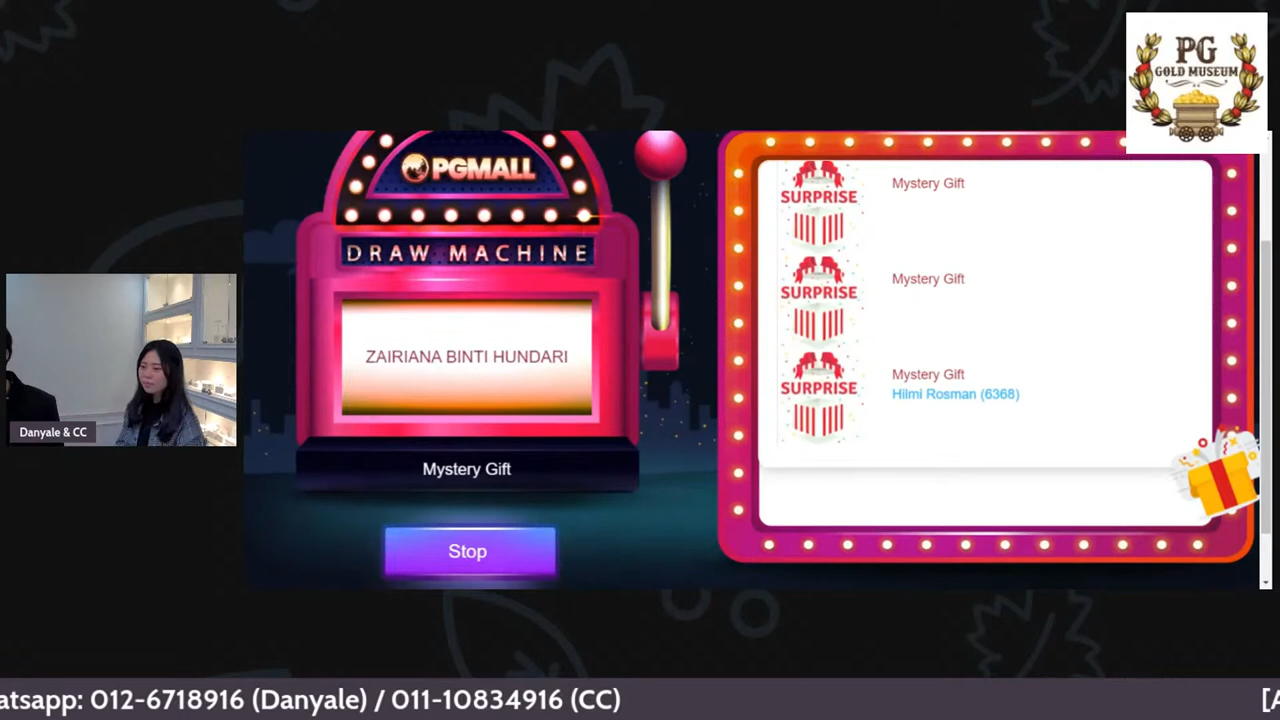 PG
GOLD MUSEUM
PGMALL
DRAW MACHINE
ZAIRIANA BINTI HUNDARI
Mystery Gift
Stop
SURPRISE
Mystery Gift
SURPRISE
Mystery Gift
SURPRISE
Mystery Gift
Hilmi Rosman (6368)
Danyale & CC
atsapp: 012-6718916 (Danyale) / 011-10834916 (CC)
[A